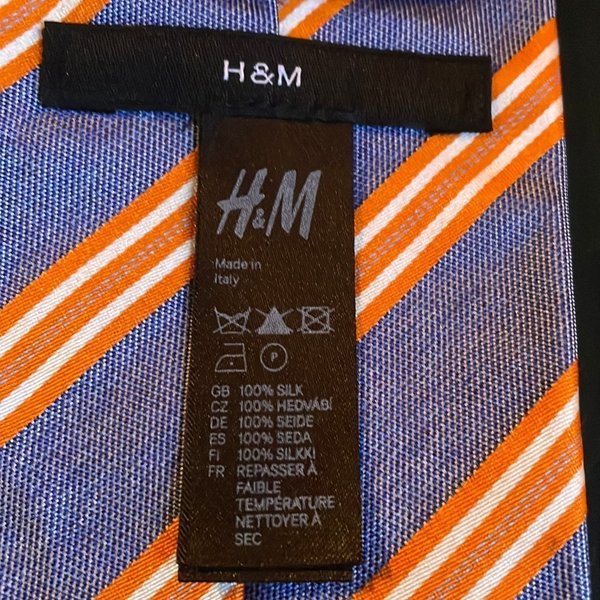 H&M
H&M
Made in
Italy
P
GB 100% SILK
CZ 100% HEDVÁBÍ
DE 100% SEIDE
ES 100% SEDA
FI 100% SILKKI
FR REPASSER À
FAIBLE
TEMPÉRATURE
NETTOYER À
SEC